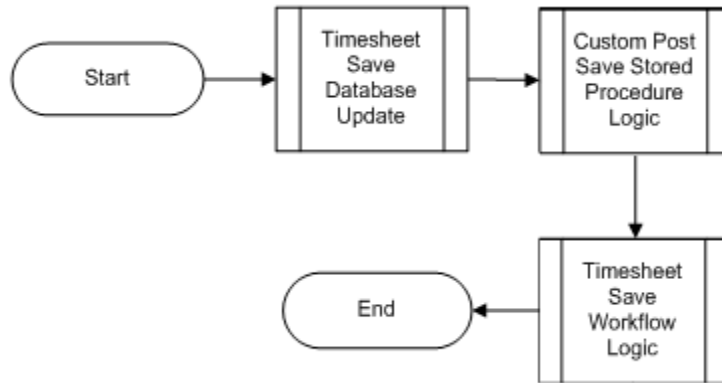 Start
Timesheet
Save
Database
Update
Custom Post
Save Stored
Procedure
Logic
Timesheet
Save
Workflow
Logic
End